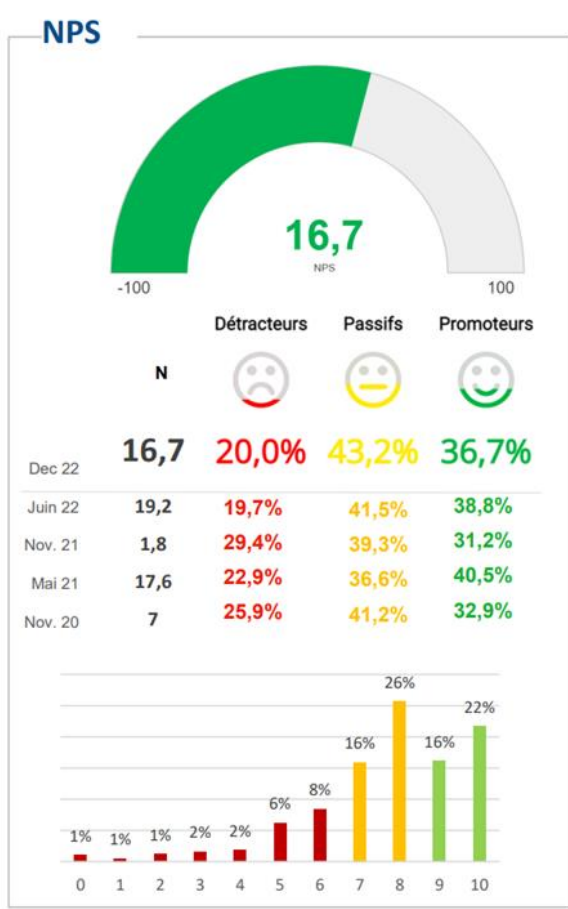 NPS
16,7
NPS
-100 100
Détracteurs Passifs Promoteurs
N
Dec 22 16,7 20,0% 43,2% 36,7%
Juin 22 19,2 19,7% 41,5% 38,8%
Nov. 21 1,8 29,4% 39,3% 31,2%
Mai 21 17,6 22,9% 36,6% 40,5%
Nov. 20 7 25,9% 41,2% 32,9%
1% 1% 1% 2% 2% 6% 8% 16% 26% 16% 22%
0 1 2 3 4 5 6 7 8 9 10